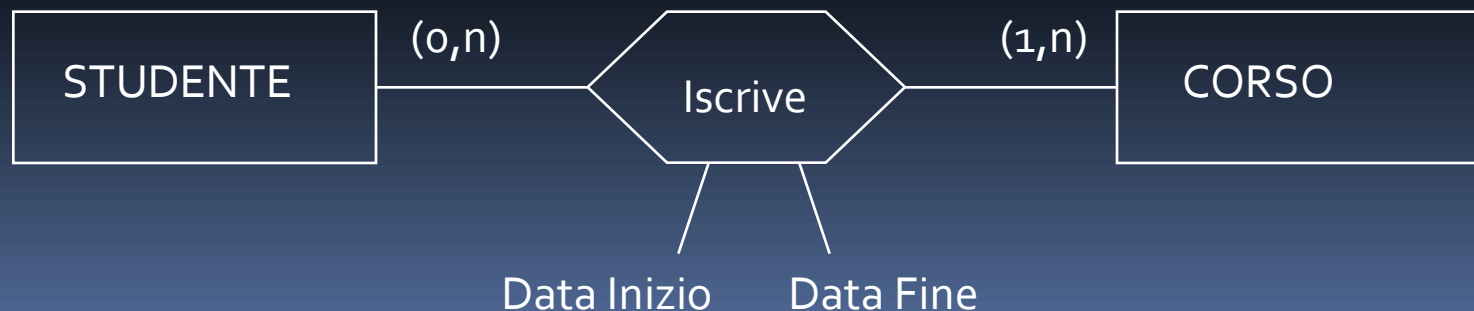 (0,n)
(1,n)
STUDENTE
Iscrive
CORSO
Data Inizio
Data Fine